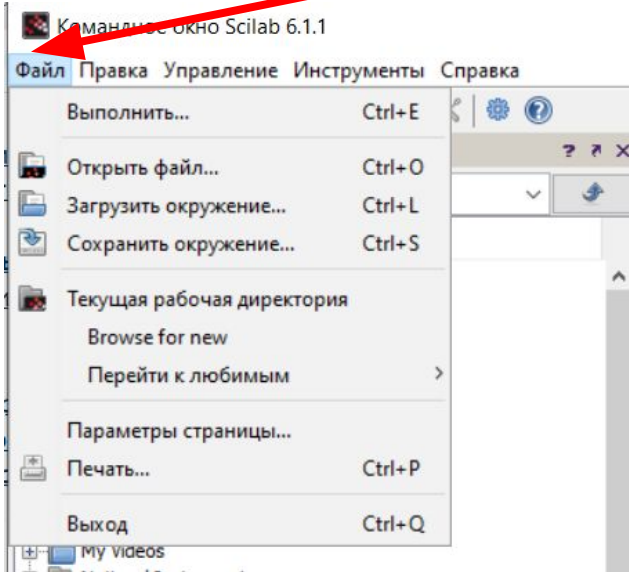 Командное окно Scilab 6.1.1
Файл Правка Управление Инструменты Справка
Выполнить... Ctrl+E
Открыть файл... Ctrl+O
Загрузить окружение... Ctrl+L
Сохранить окружение... Ctrl+S
Текущая рабочая директория
Browse for new
Перейти к любимым
Параметры страницы...
Печать... Ctrl+P
Выход Ctrl+Q
My Videos